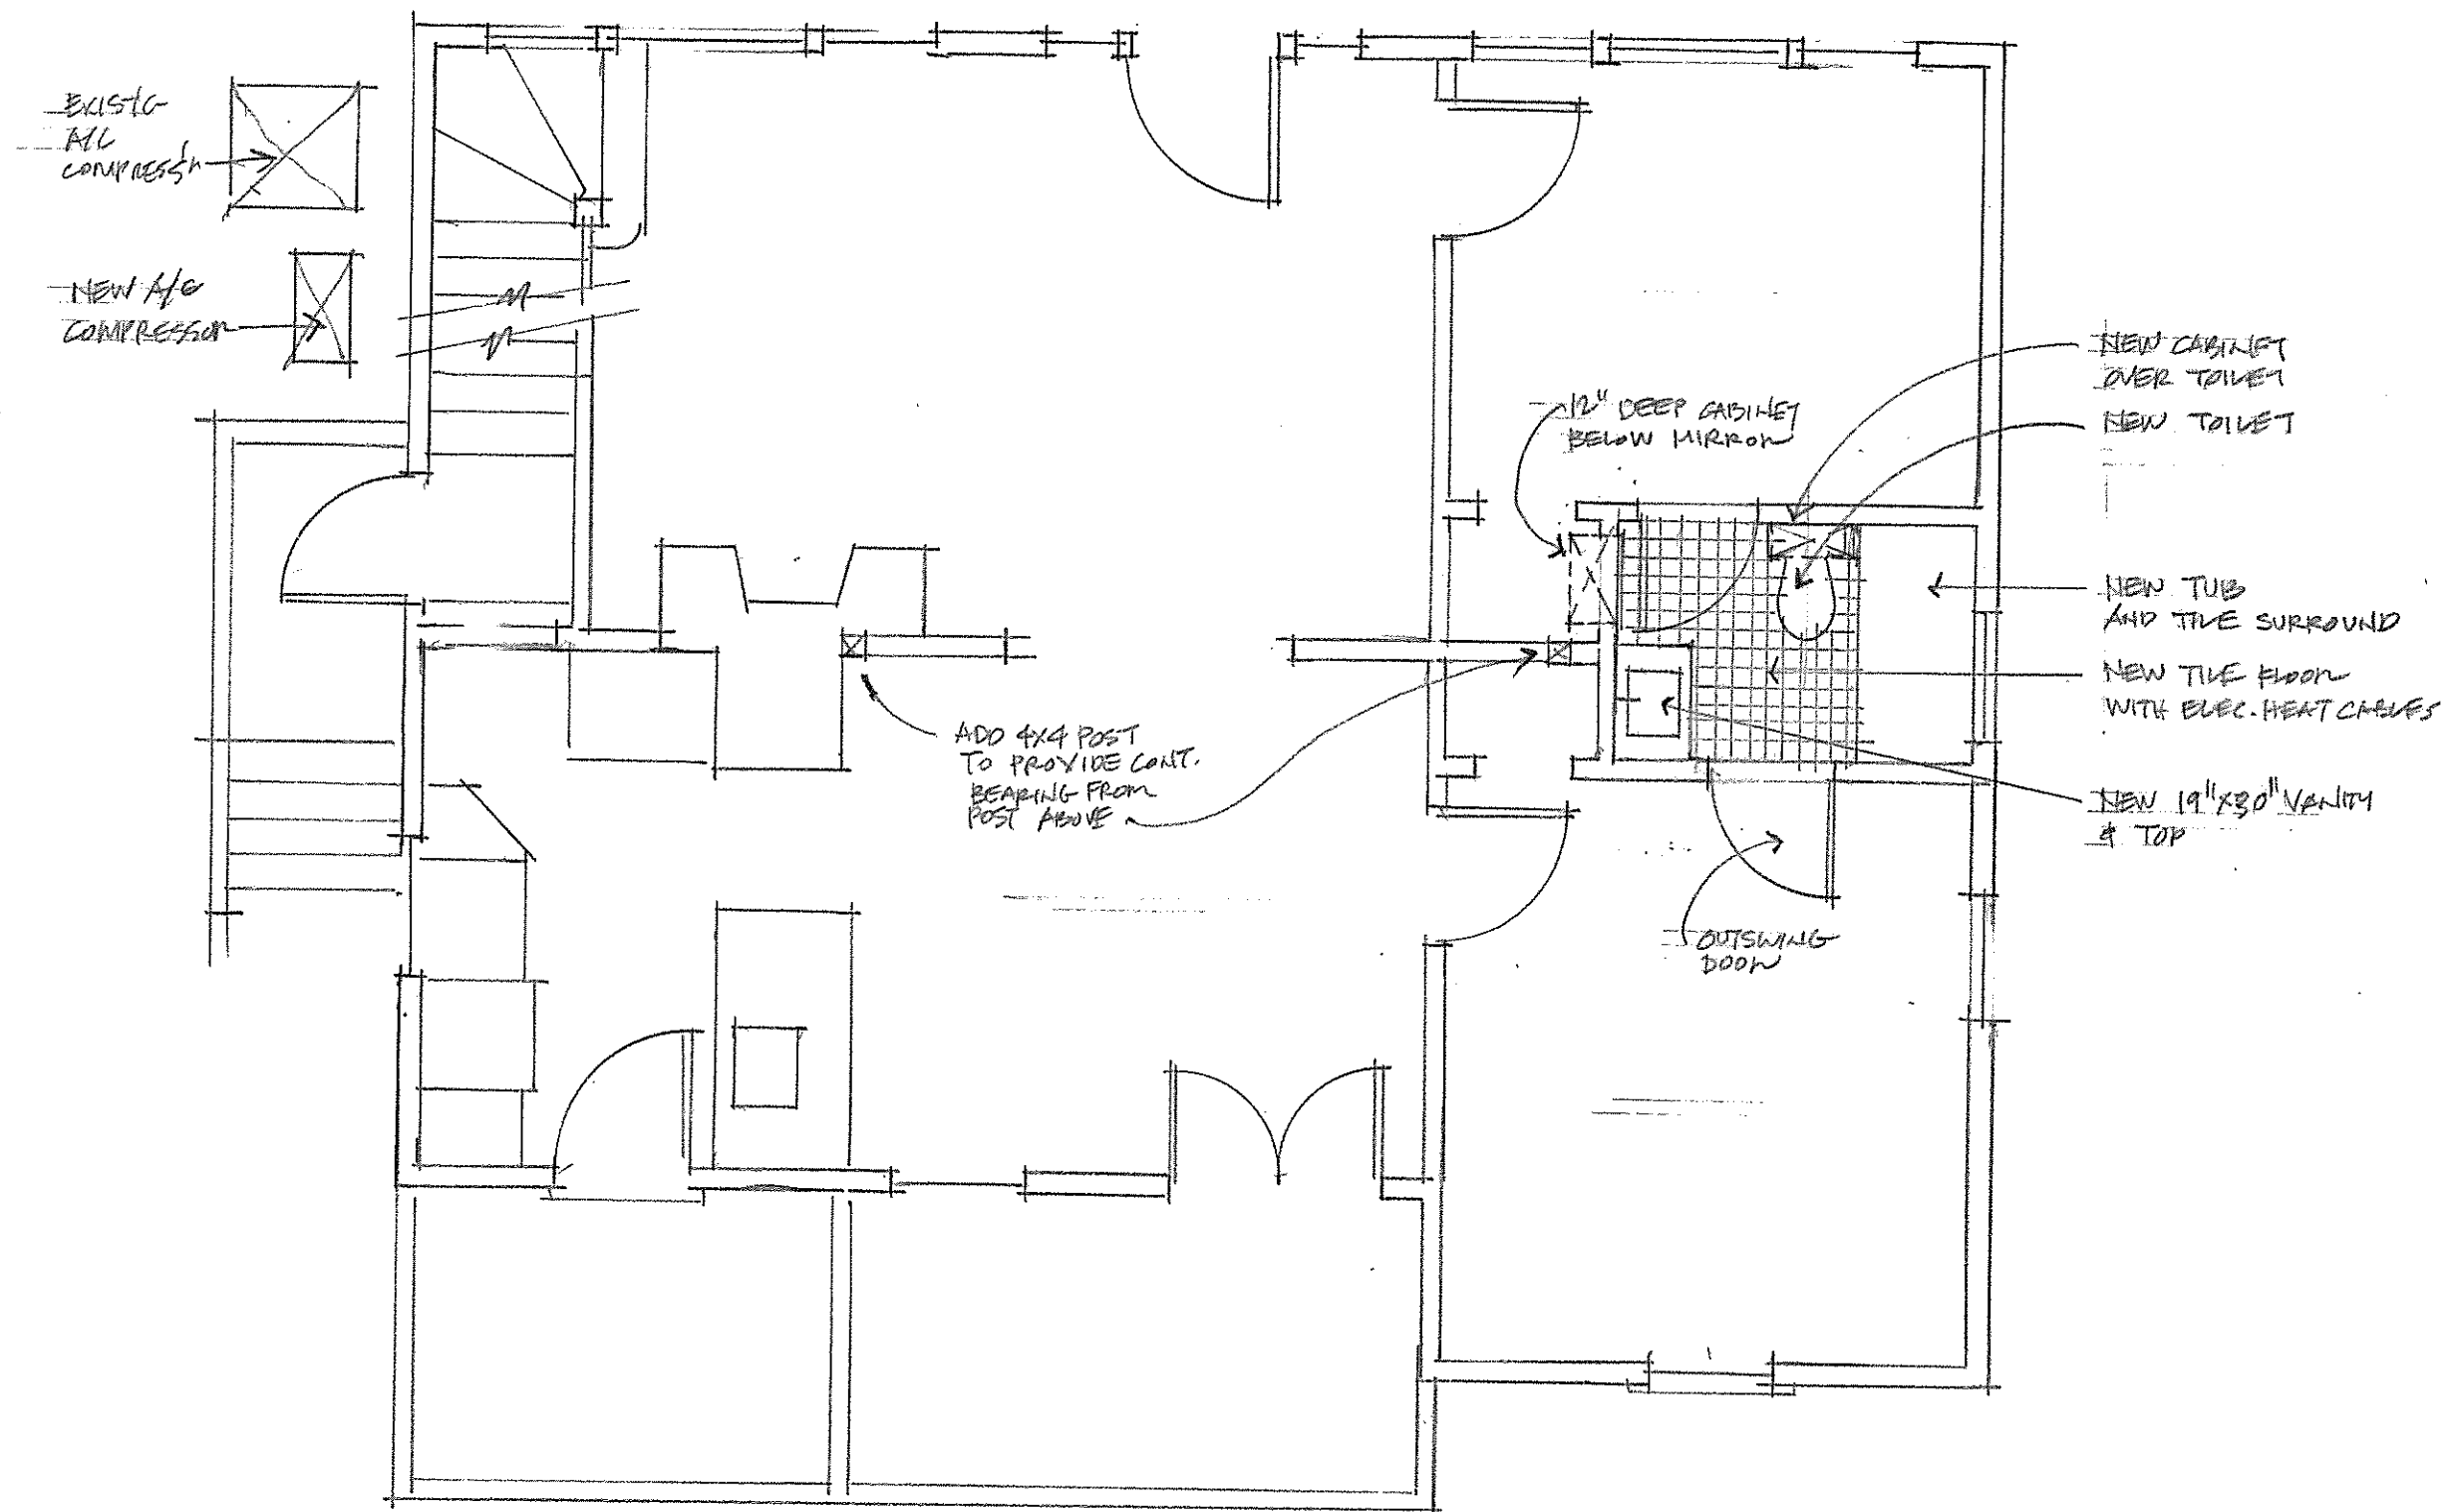 EXIST'G
A/C
COMPRESS'R
NEW A/C
COMPRESSOR
12" DEEP CABINET
BELOW MIRROR
NEW CABINET
OVER TOILET
NEW TOILET
NEW TUB
AND TILE SURROUND
NEW TILE FLOOR
WITH ELEC. HEAT CABLES
NEW 19"X30" VANITY
& TOP
ADD 4X4 POST
TO PROVIDE CONT.
BEARING FROM
POST ABOVE
OUTSWING
DOOR